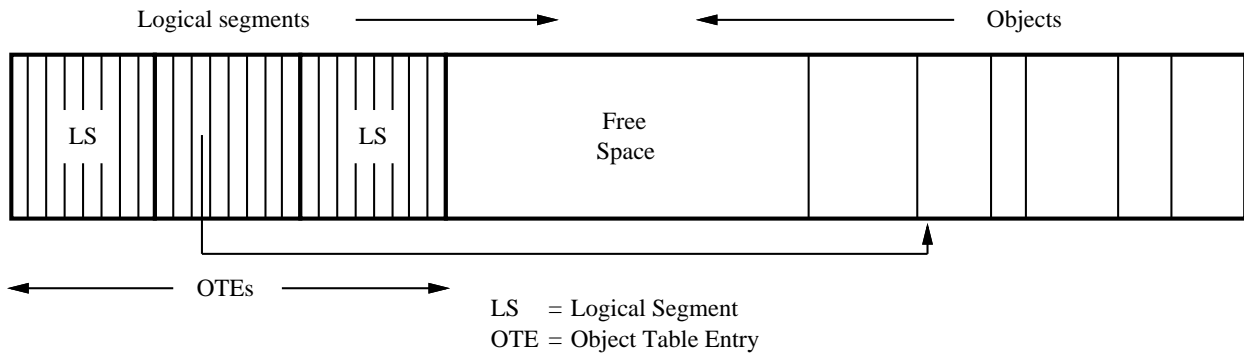 Logical segments
Objects
LS
LS
Free
Space
OTEs
LS = Logical Segment
OTE = Object Table Entry